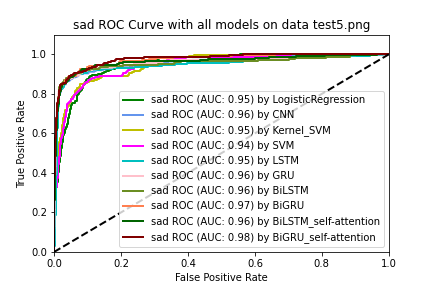 sad ROC Curve with all models on data test5.png
True Positive Rate
1.0
0.8
0.6
0.4
0.2
0.0
sad ROC (AUC: 0.95) by LogisticRegression
sad ROC (AUC: 0.96) by CNN
sad ROC (AUC: 0.95) by Kernel_SVM
sad ROC (AUC: 0.94) by SVM
sad ROC (AUC: 0.95) by LSTM
sad ROC (AUC: 0.96) by GRU
sad ROC (AUC: 0.96) by BiLSTM
sad ROC (AUC: 0.97) by BiGRU
sad ROC (AUC: 0.96) by BiLSTM_self-attention
sad ROC (AUC: 0.98) by BiGRU_self-attention
0.0 0.2 0.4 0.6 0.8 1.0
False Positive Rate